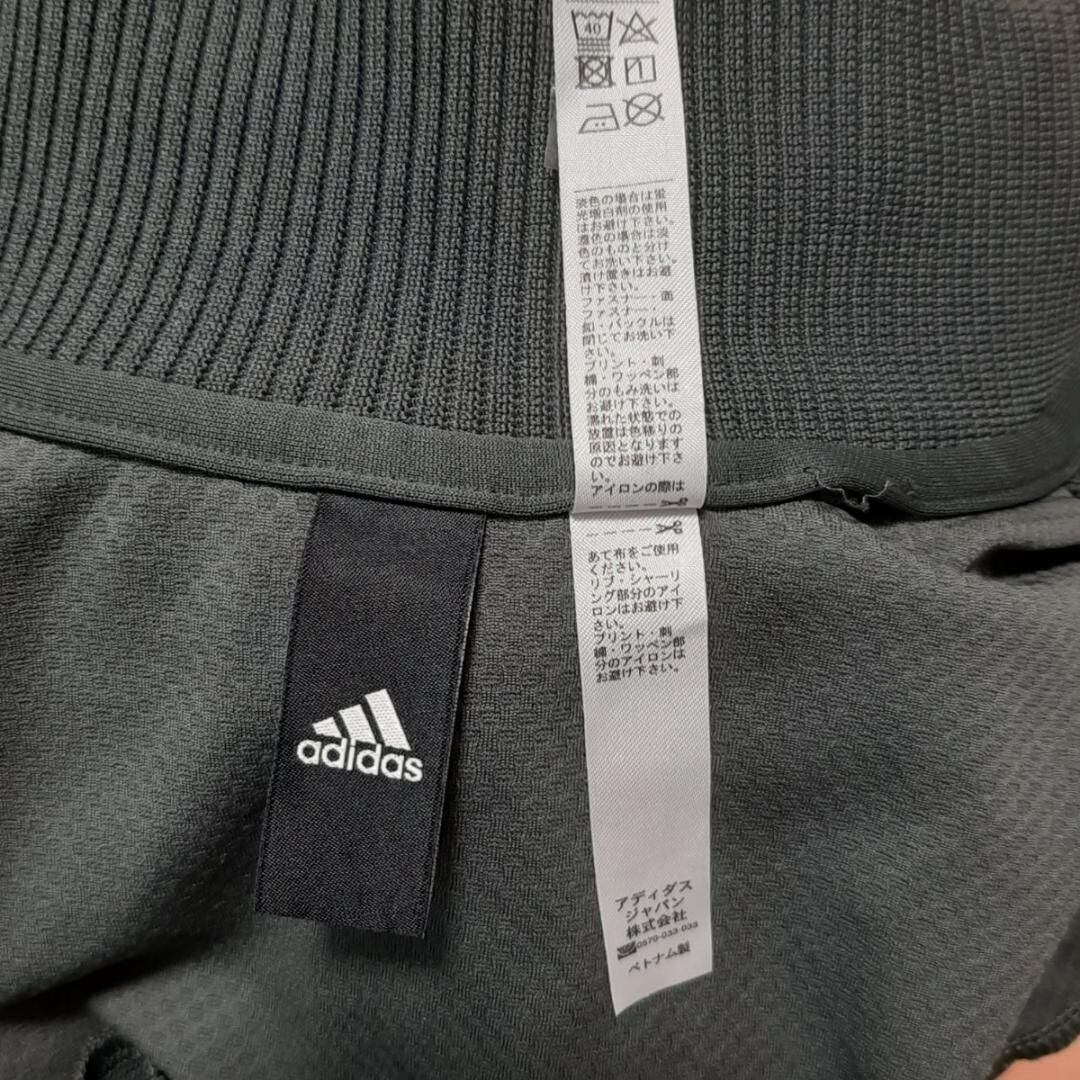 40
淡色の場合は蛍
光増白剤の使用
はお避け下さい。
濃色の場合は淡
色のものと分け
てお洗い下さい。
漬け置きはお避
け下さい。
ファスナー・面
ファスナー・
釦・バックルは
閉じてお洗い下
さい。
プリント・刺
繍・ワッペン部
分のもみ洗いは
お避け下さい。
濡れた状態での
放置は色移りの
原因となります
のでお避け下さ
い。
アイロンの際は
あて布をご使用
ください。
リブ・シャーリ
ング部分のアイ
ロンはお避け下
さい。
プリント・刺
繍・ワッペン部
分のアイロンは
お避け下さい。
adidas
アディダス
ジャパン
株式会社
0570-033-033
ベトナム製